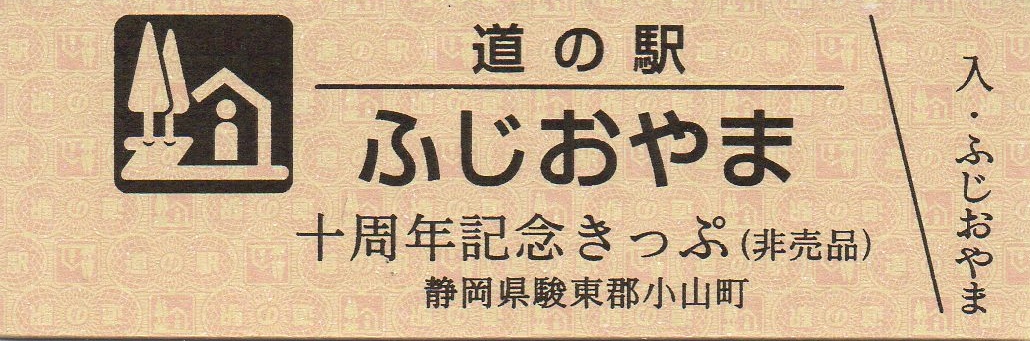 道の駅
ふじおやま
十周年記念きっぷ(非売品)
静岡県駿東郡小山町
入・ふじおやま